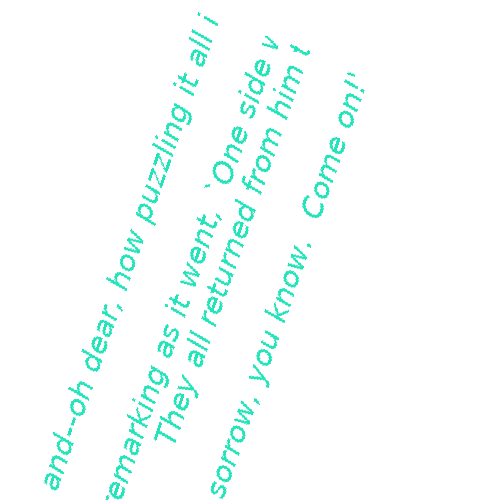 and--oh dear, how puzzling it all i
emarking as it went, `One side
They all returned from him t
sorrow, you know.  Come on!'